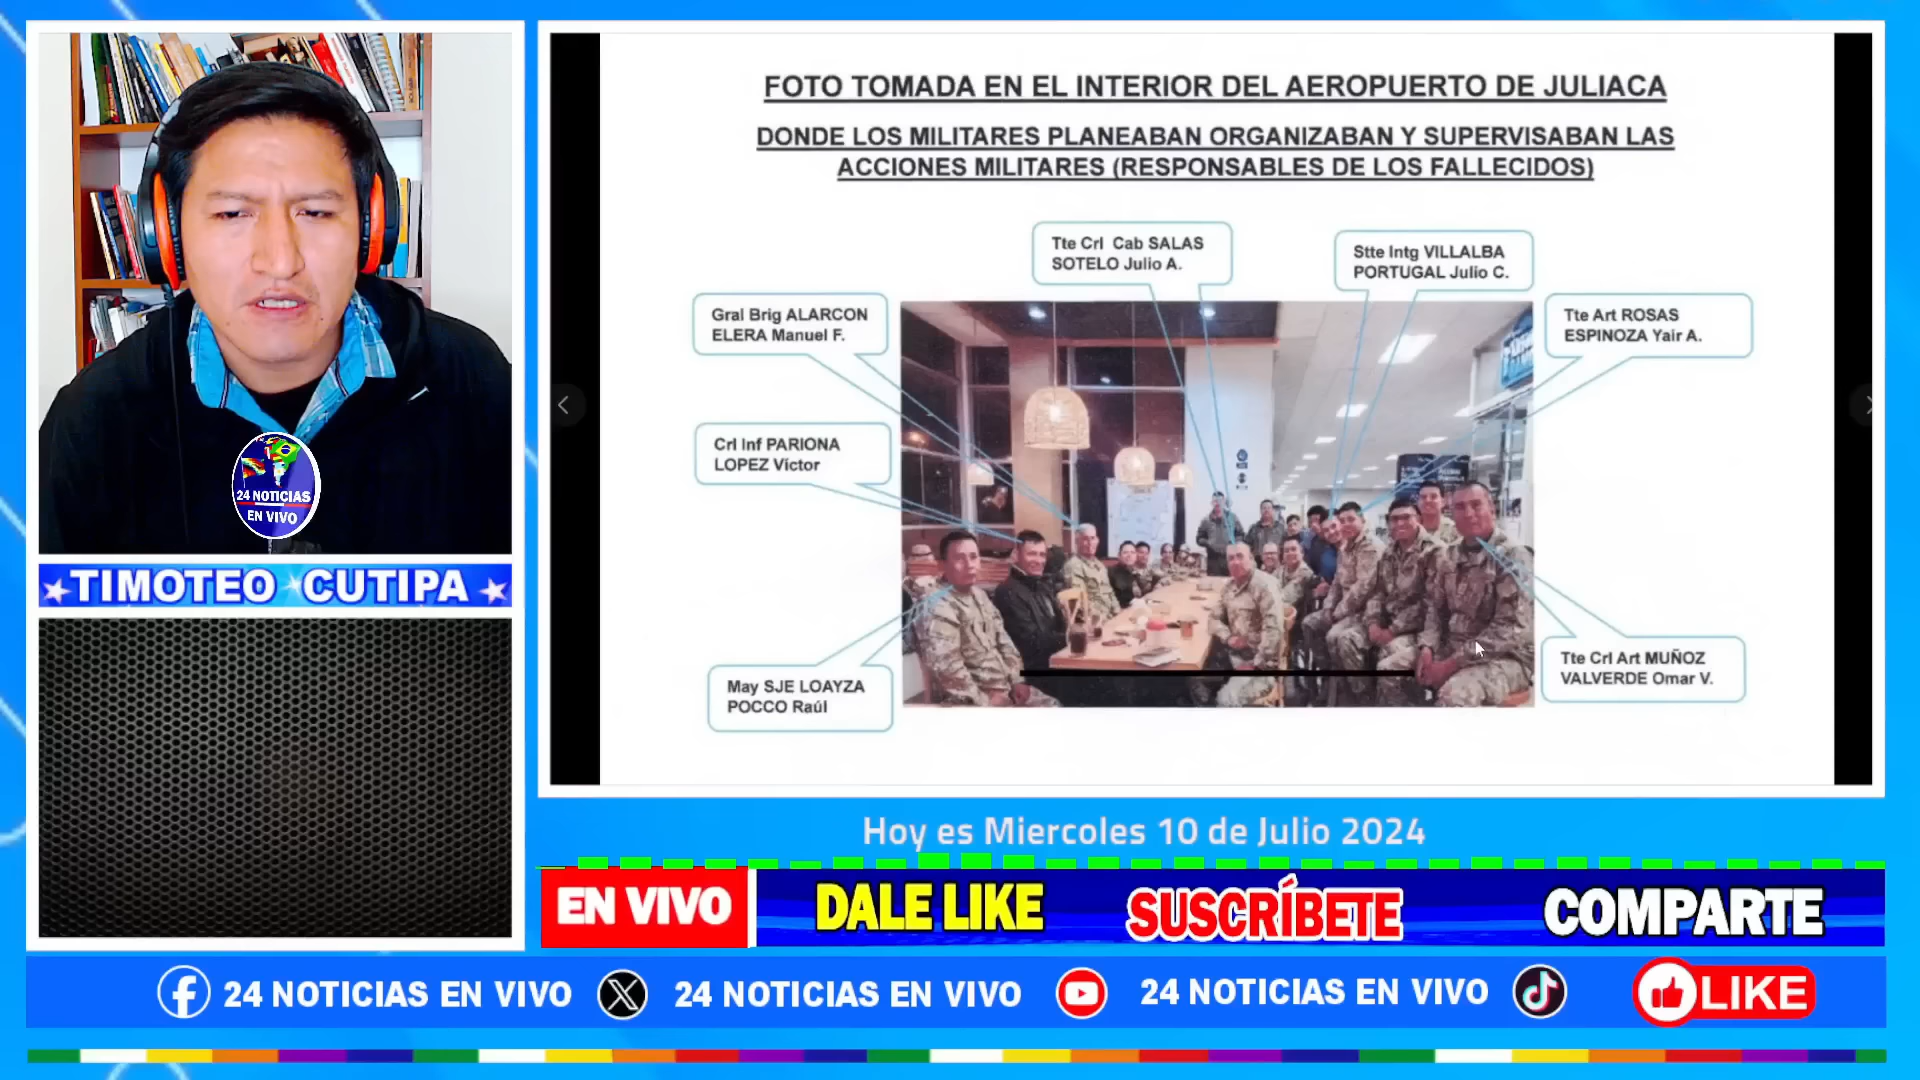 FOTO TOMADA EN EL INTERIOR DEL AEROPUERTO DE JULIACA
DONDE LOS MILITARES PLANEABAN ORGANIZABAN Y SUPERVISABAN LAS
ACCIONES MILITARES (RESPONSABLES DE LOS FALLECIDOS)
Tte Crl Cab SALAS
SOTELO Julio A.
Stte Intg VILLALBA
PORTUGAL Julio C.
Gral Brig ALARCON
ELERA Manuel F.
Tte Art ROSAS
ESPINOZA Yair A.
Crl Inf PARIONA
LOPEZ Víctor
May SJE LOAYZA
POCCO Raúl
Tte Crl Art MUÑOZ
VALVERDE Omar V.
24 NOTICIAS
EN VIVO
TIMOTEO CUTIPA
Hoy es Miercoles 10 de Julio 2024
EN VIVO
DALE LIKE
SUSCRÍBETE
COMPARTE
24 NOTICIAS EN VIVO
24 NOTICIAS EN VIVO
24 NOTICIAS EN VIVO
LIKE